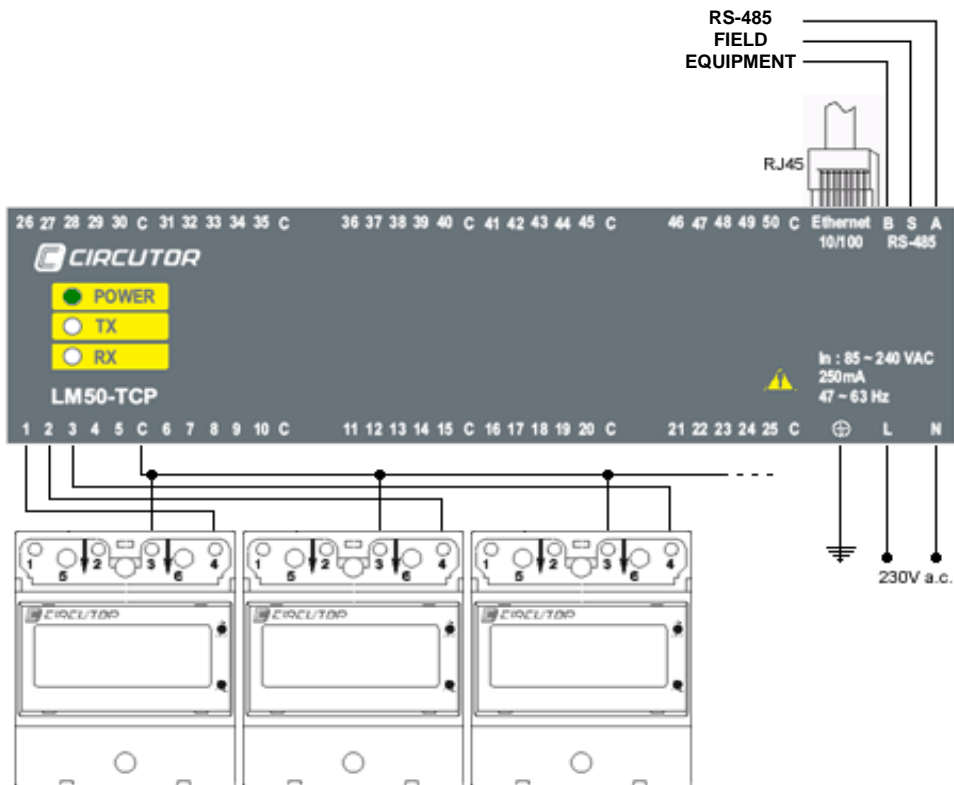 RS-485
FIELD
EQUIPMENT
RJ45
26 27 28 29 30 C 31 32 33 34 35 C 36 37 38 39 40 C 41 42 43 44 45 C 46 47 48 49 50 C Ethernet B S A
10/100 RS-485
CIRCUTOR
POWER
TX
RX
In : 85 ~ 240 VAC
250mA
47 ~ 63 Hz
LM50-TCP
1 2 3 4 5 C 6 7 8 9 10 C 11 12 13 14 15 C 16 17 18 19 20 C 21 22 23 24 25 C L N
230V a.c.
1 5 2 3 6 4
1 5 2 3 6 4
1 5 2 3 6 4
CIRCUTOR
CIRCUTOR
CIRCUTOR